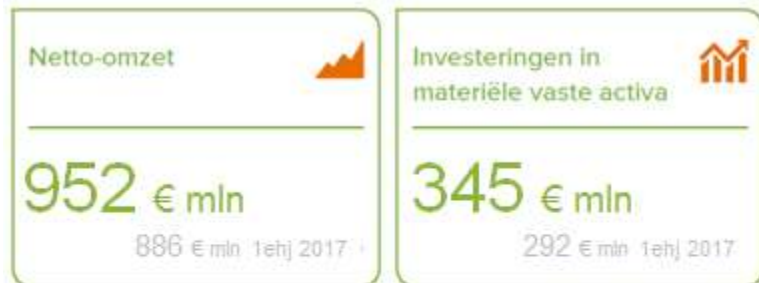 Netto-omzet
952 € mln
886 € mln 1ehj 2017
Investeringen in
materiële vaste activa
345 € mln
292 € mln 1ehj 2017